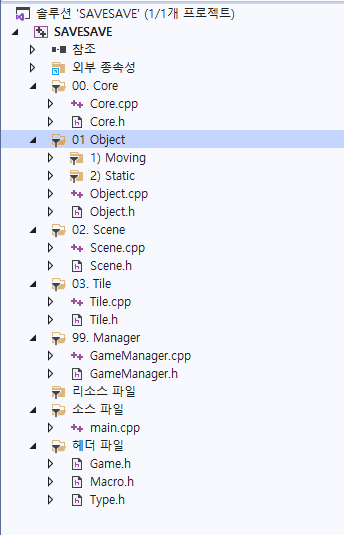 솔루션 'SAVESAVE' (1/1개 프로젝트)
SAVESAVE
참조
외부 종속성
00. Core
Core.cpp
Core.h
01 Object
1) Moving
2) Static
Object.cpp
Object.h
02. Scene
Scene.cpp
Scene.h
03. Tile
Tile.cpp
Tile.h
99. Manager
GameManager.cpp
GameManager.h
리소스 파일
소스 파일
main.cpp
헤더 파일
Game.h
Macro.h
Type.h